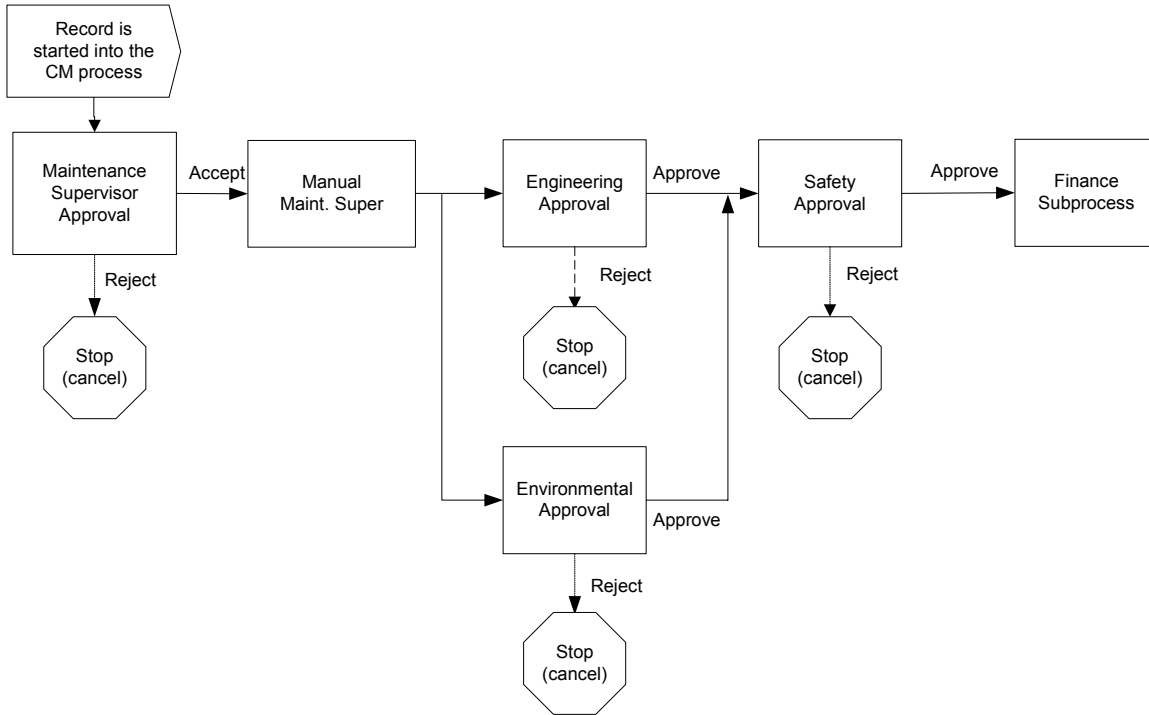 Record is
started into the
CM process
Maintenance
Supervisor
Approval
Accept
Manual
Maint. Super
Engineering
Approval
Approve
Safety
Approval
Approve
Finance
Subprocess
Reject
Stop
(cancel)
Reject
Stop
(cancel)
Reject
Stop
(cancel)
Environmental
Approval
Approve
Reject
Stop
(cancel)